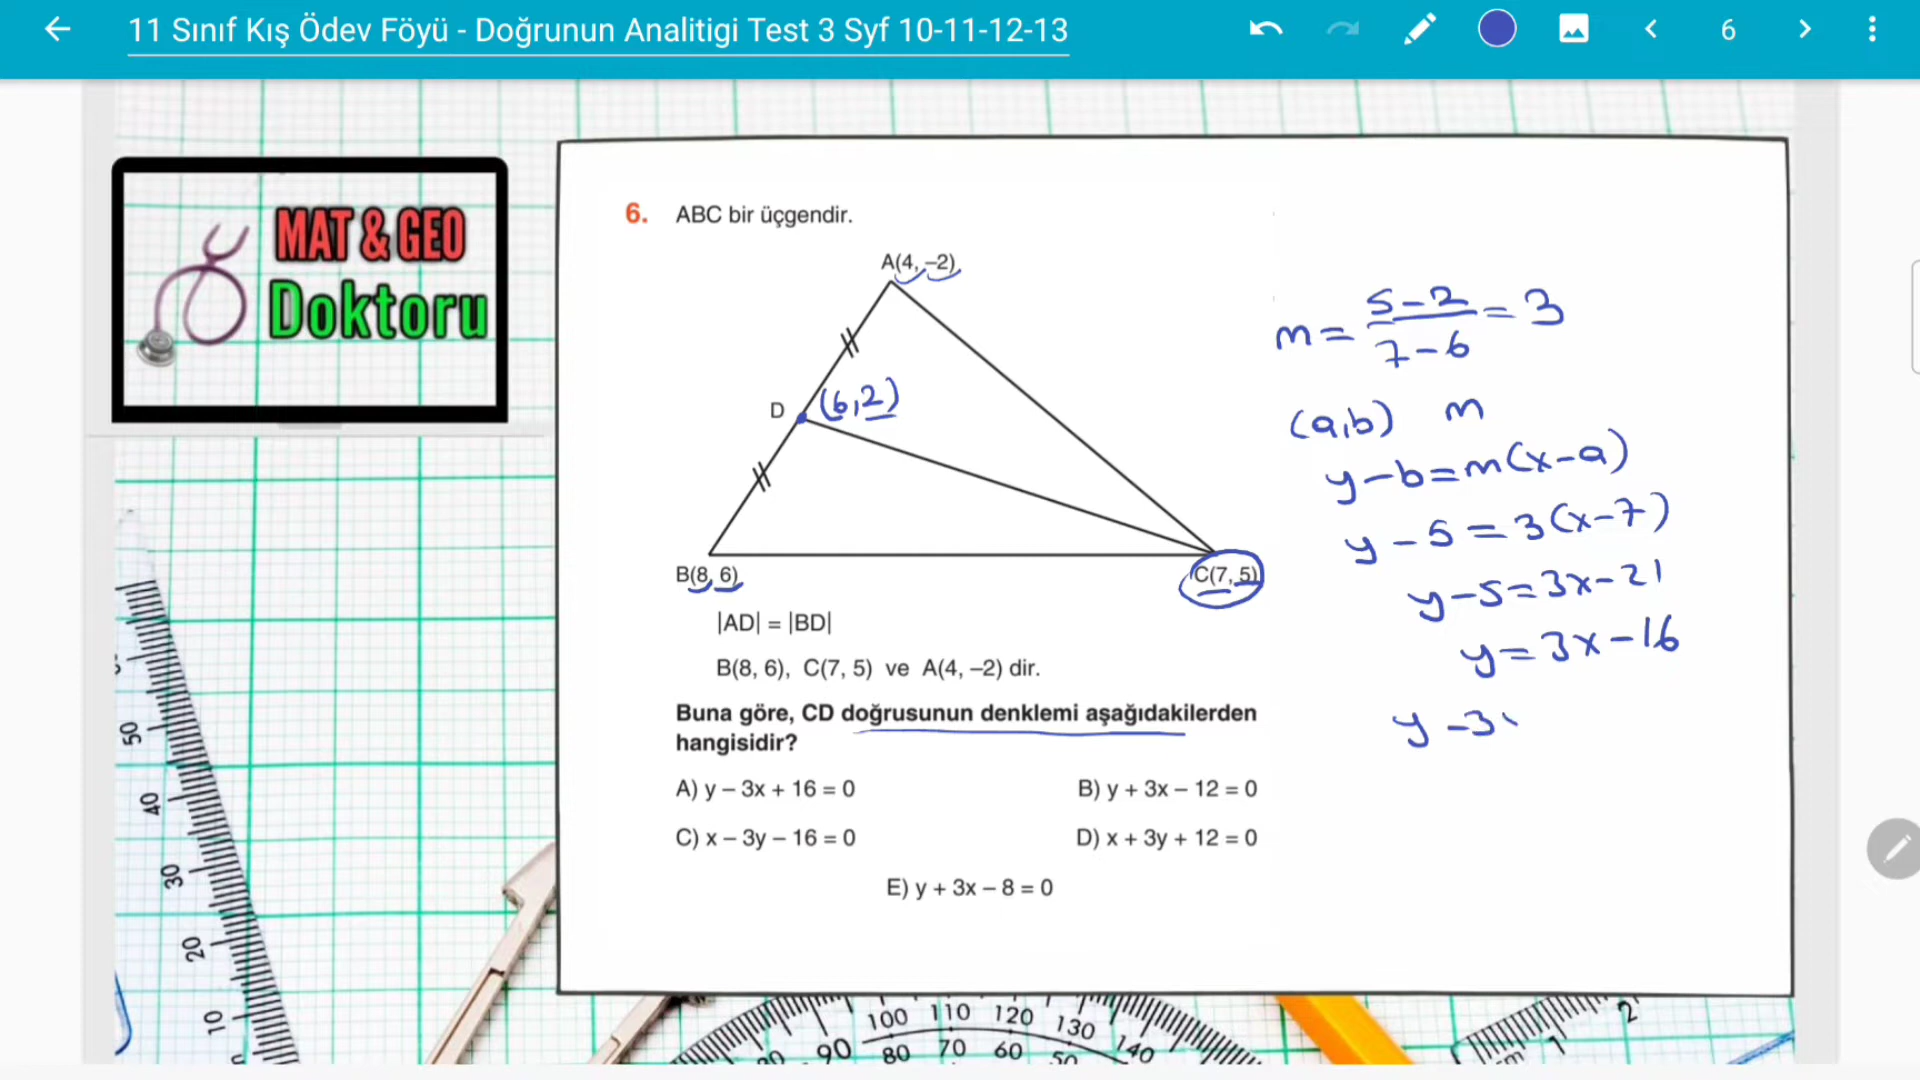 11 Sınıf Kış Ödev Föyü - Doğrunun Analitigi Test 3 Syf 10-11-12-13
6
MAT & GEO
Doktoru
6. ABC bir üçgendir.
A(4, –2)
D
(6,2)
B(8, 6)
C(7, 5)
|AD| = |BD|
B(8, 6), C(7, 5) ve A(4, –2) dir.
Buna göre, CD doğrusunun denklemi aşağıdakilerden
hangisidir?
A) y – 3x + 16 = 0
B) y + 3x – 12 = 0
C) x – 3y – 16 = 0
D) x + 3y + 12 = 0
E) y + 3x – 8 = 0
m = 5-2 / 7-6 = 3
(a,b) m
y-b=m(x-a)
y-5=3(x-7)
y-5=3x-21
y=3x-16
y-3
50
40
30
20
10
90 100 110 120 130 140
80 70 60 50
1 2